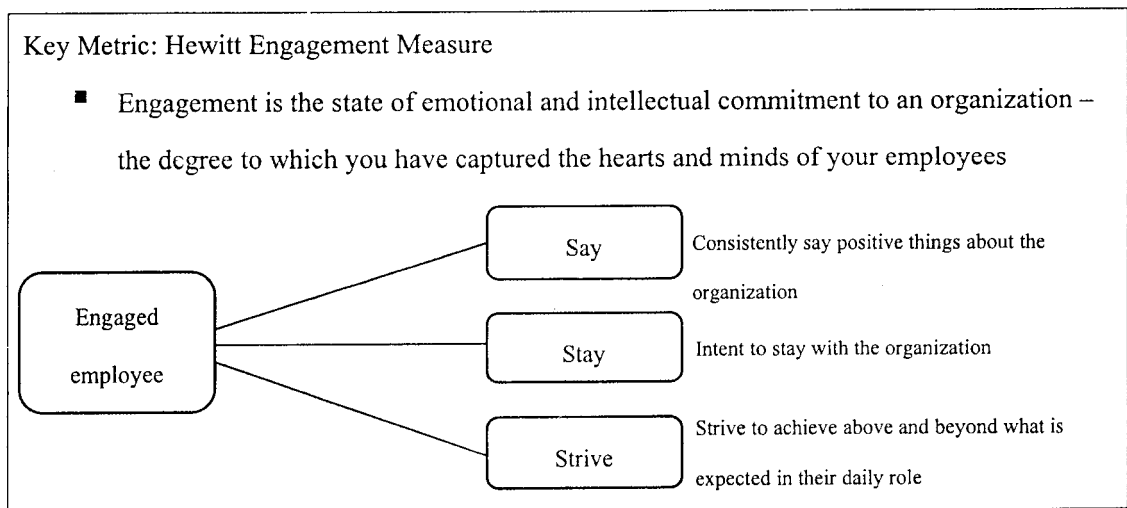 Key Metric: Hewitt Engagement Measure
■ Engagement is the state of emotional and intellectual commitment to an organization –
the degree to which you have captured the hearts and minds of your employees
Engaged
employee
Say
Consistently say positive things about the
organization
Stay
Intent to stay with the organization
Strive
Strive to achieve above and beyond what is
expected in their daily role